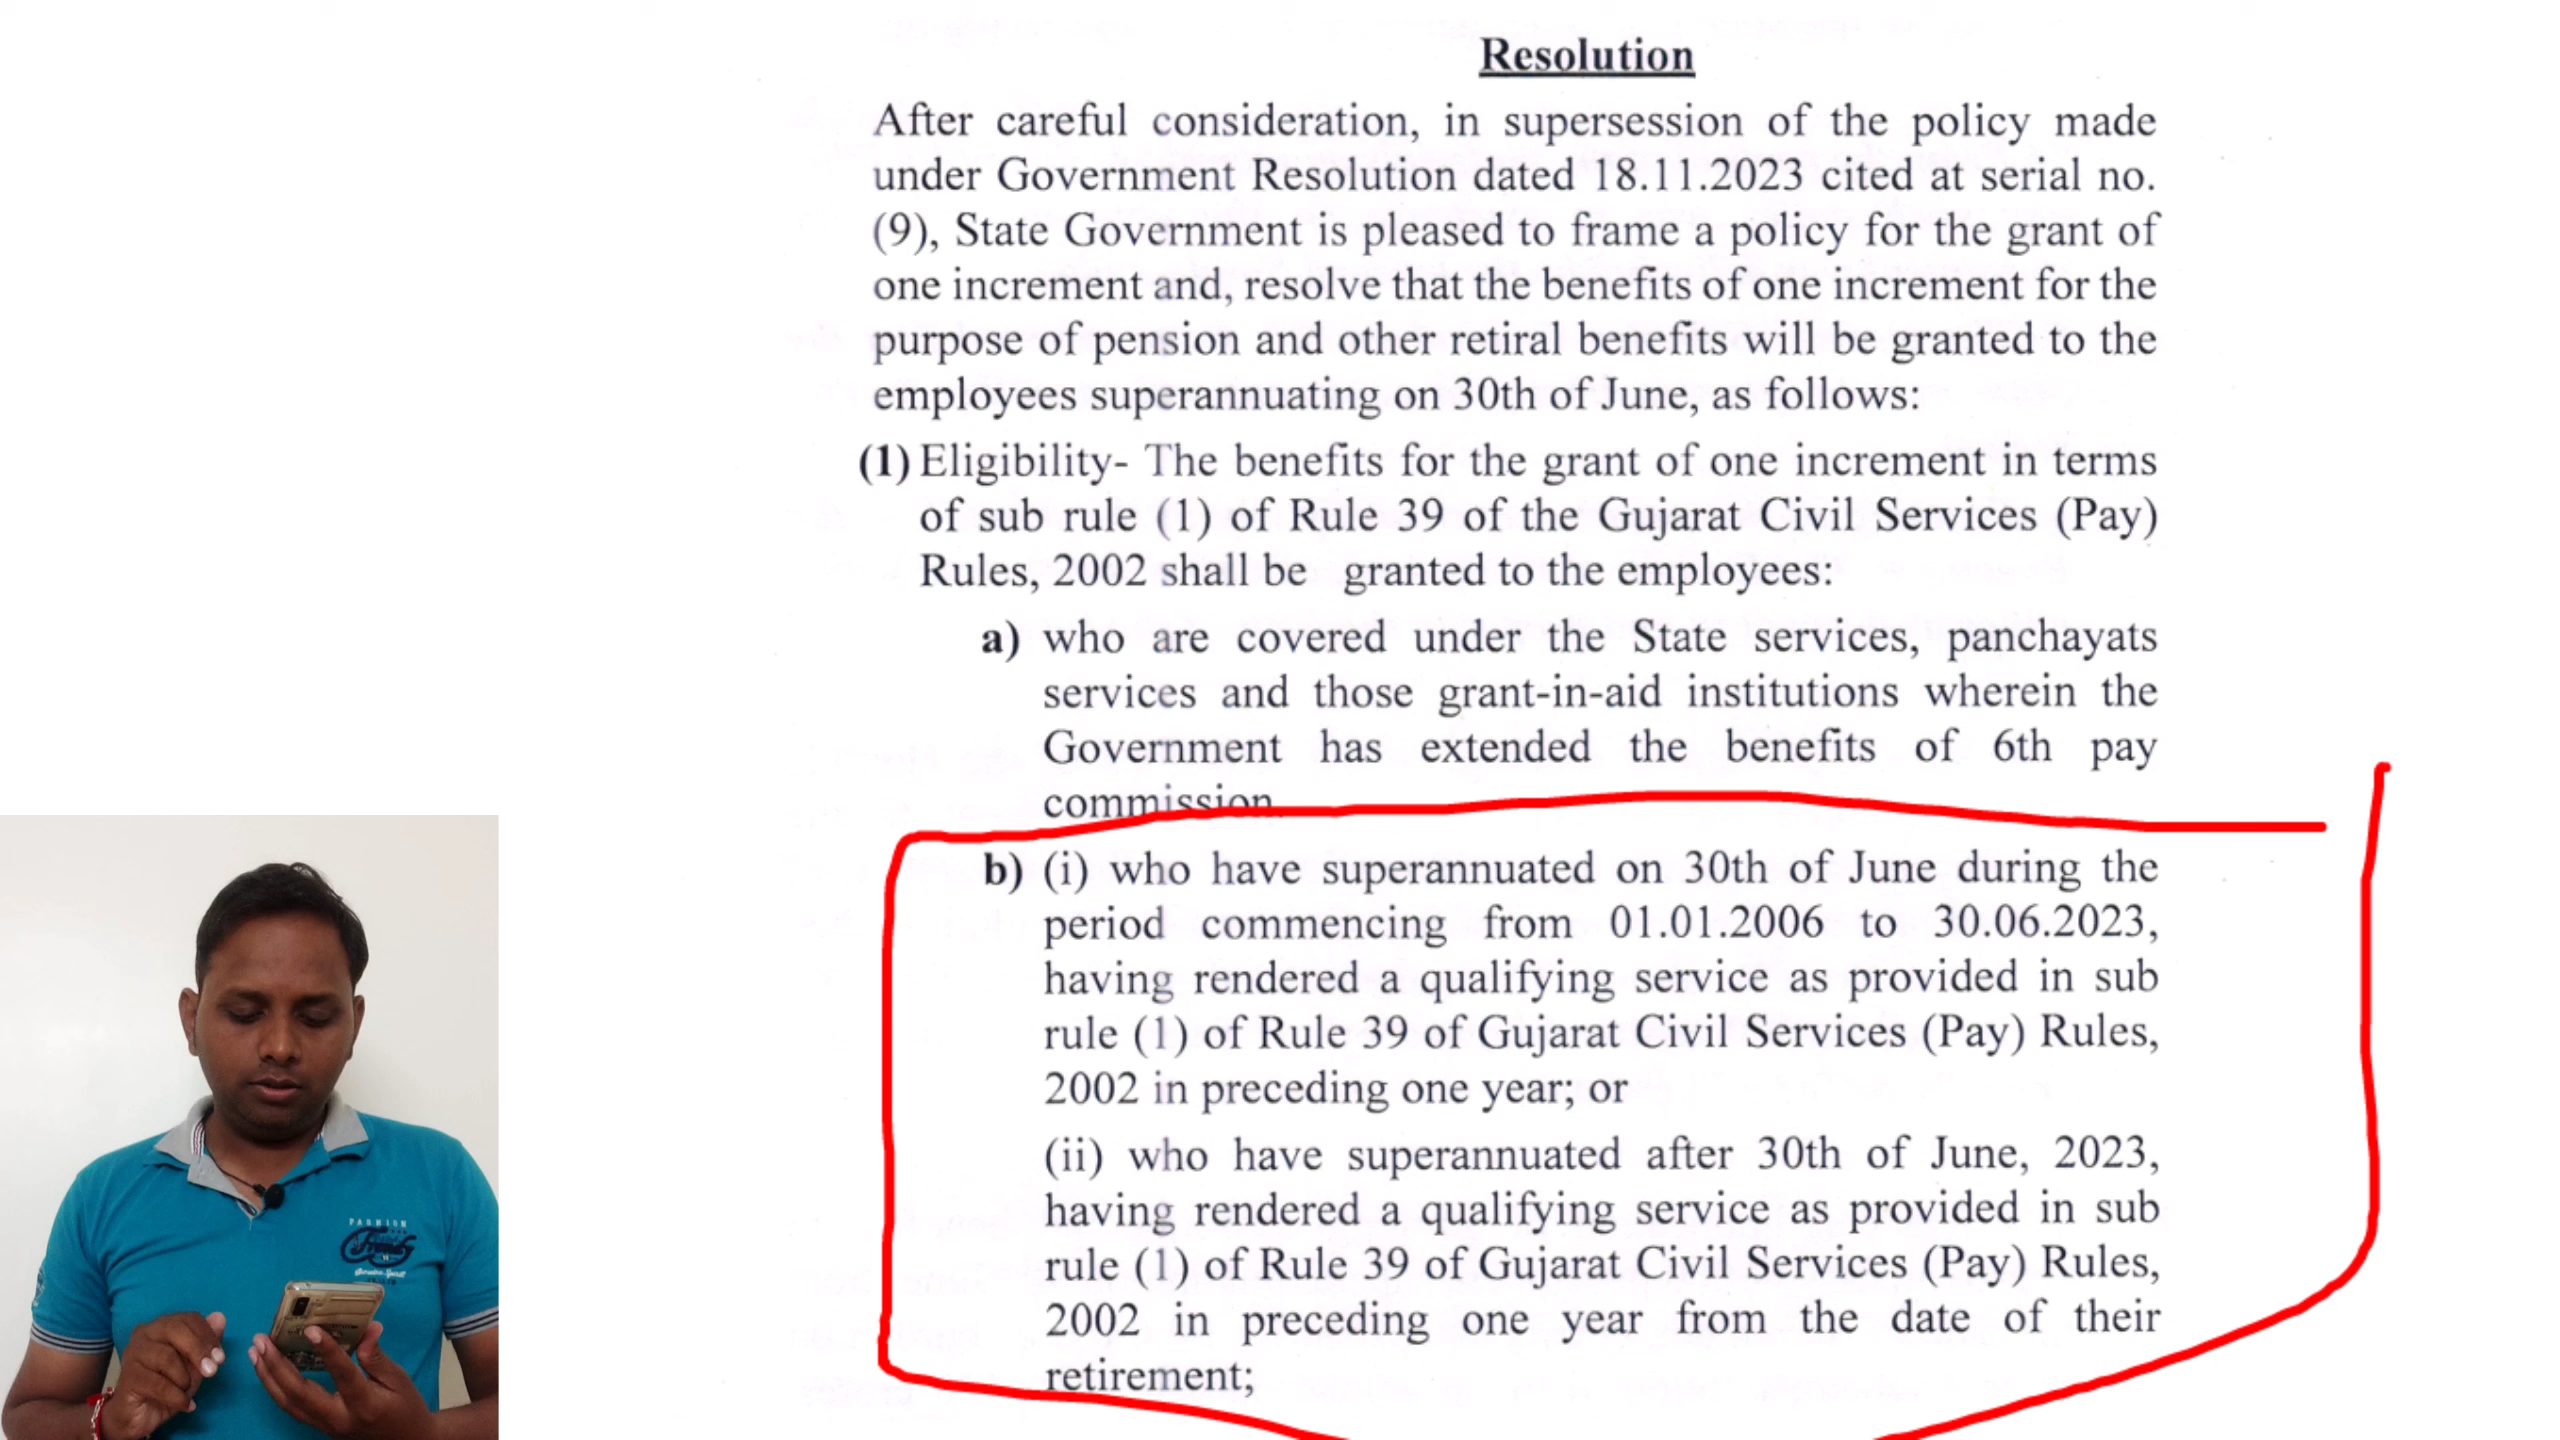 Resolution
After careful consideration, in supersession of the policy made
under Government Resolution dated 18.11.2023 cited at serial no.
(9), State Government is pleased to frame a policy for the grant of
one increment and, resolve that the benefits of one increment for the
purpose of pension and other retiral benefits will be granted to the
employees superannuating on 30th of June, as follows:
(1) Eligibility- The benefits for the grant of one increment in terms
of sub rule (1) of Rule 39 of the Gujarat Civil Services (Pay)
Rules, 2002 shall be granted to the employees:
a) who are covered under the State services, panchayats
services and those grant-in-aid institutions wherein the
Government has extended the benefits of 6th pay
commission.
b) (i) who have superannuated on 30th of June during the
period commencing from 01.01.2006 to 30.06.2023,
having rendered a qualifying service as provided in sub
rule (1) of Rule 39 of Gujarat Civil Services (Pay) Rules,
2002 in preceding one year; or
(ii) who have superannuated after 30th of June, 2023,
having rendered a qualifying service as provided in sub
rule (1) of Rule 39 of Gujarat Civil Services (Pay) Rules,
2002 in preceding one year from the date of their
retirement;